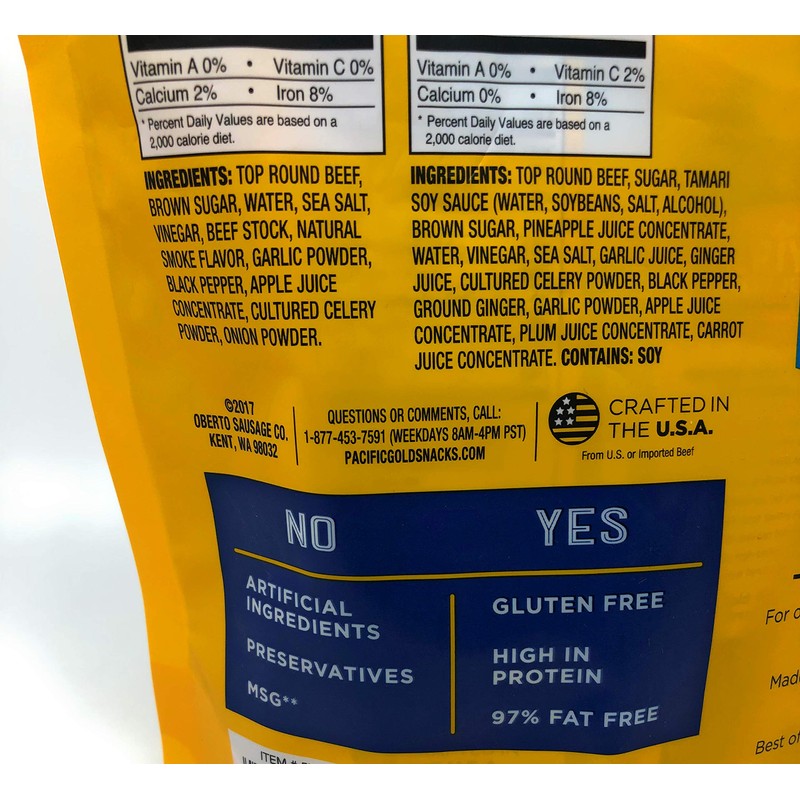 Vitamin A 0% • Vitamin C 0%
Calcium 2% • Iron 8%
* Percent Daily Values are based on a
2,000 calorie diet.
INGREDIENTS: TOP ROUND BEEF,
BROWN SUGAR, WATER, SEA SALT,
VINEGAR, BEEF STOCK, NATURAL
SMOKE FLAVOR, GARLIC POWDER,
BLACK PEPPER, APPLE JUICE
CONCENTRATE, CULTURED CELERY
POWDER, ONION POWDER.
Vitamin A 0% • Vitamin C 2%
Calcium 0% • Iron 8%
* Percent Daily Values are based on a
2,000 calorie diet.
INGREDIENTS: TOP ROUND BEEF, SUGAR, TAMARI
SOY SAUCE (WATER, SOYBEANS, SALT, ALCOHOL),
BROWN SUGAR, PINEAPPLE JUICE CONCENTRATE,
WATER, VINEGAR, SEA SALT, GARLIC JUICE, GINGER
JUICE, CULTURED CELERY POWDER, BLACK PEPPER,
GROUND GINGER, GARLIC POWDER, APPLE JUICE
CONCENTRATE, PLUM JUICE CONCENTRATE, CARROT
JUICE CONCENTRATE. CONTAINS: SOY
©2017
OBERTO SAUSAGE CO.
KENT, WA 98032
QUESTIONS OR COMMENTS, CALL:
1-877-453-7591 (WEEKDAYS 8AM-4PM PST)
PACIFICGOLDSNACKS.COM
CRAFTED IN
THE U.S.A.
From U.S. or Imported Beef
NO
ARTIFICIAL
INGREDIENTS
PRESERVATIVES
MSG**
YES
GLUTEN FREE
HIGH IN
PROTEIN
97% FAT FREE
ITEM #
For
Made
Best of